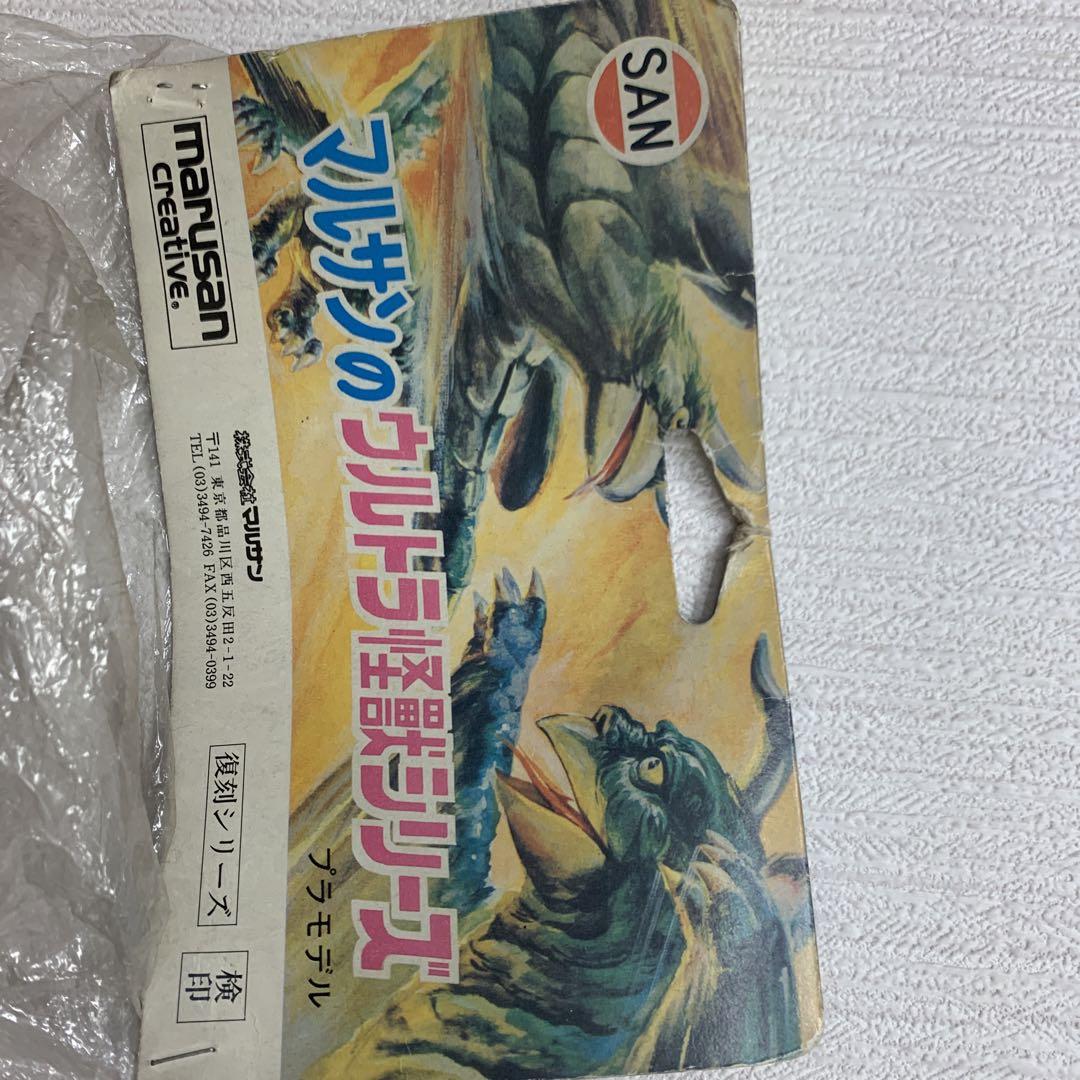 SAN
マルサンの
ウルトラ怪獣シリーズ
プラモデル
marusan
creative®
株式会社マルサン
〒141 東京都品川区西五反田2-1-22
TEL(03)3494-7426 FAX(03)3494-0399
復刻シリーズ
検印